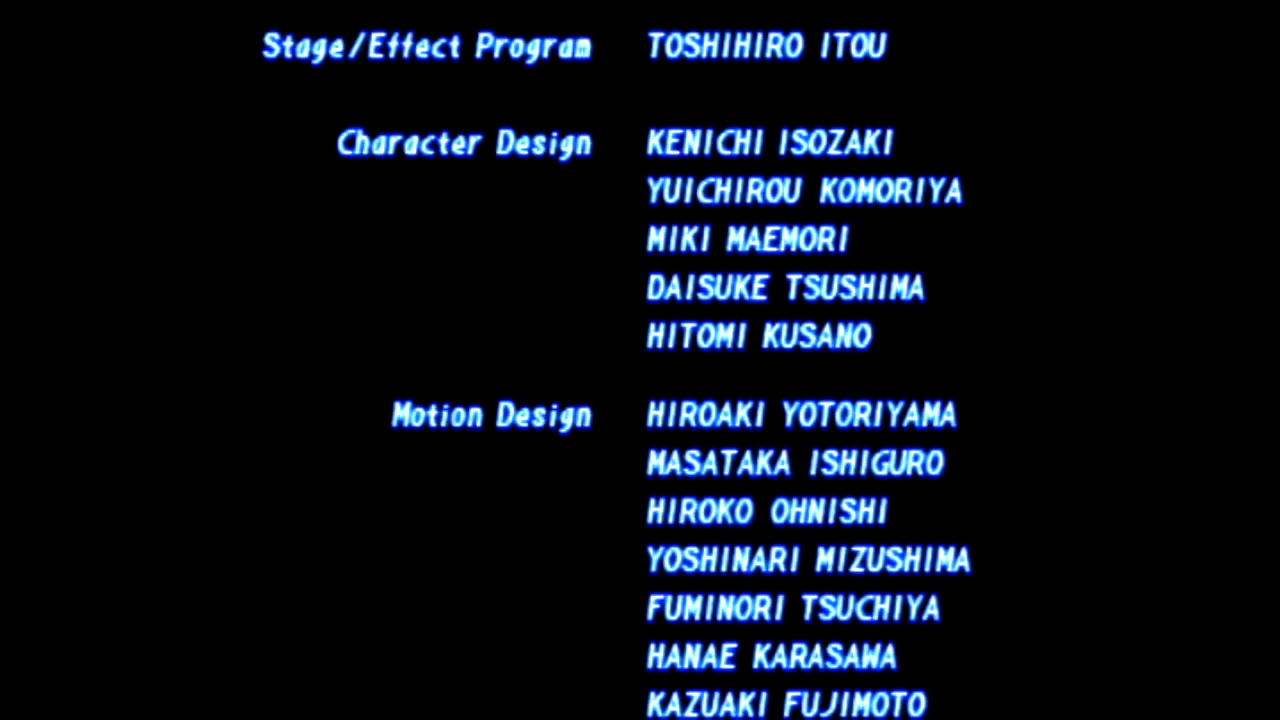 Stage/Effect Program TOSHIHIRO ITOU
Character Design KENICHI ISOZAKI
YUICHIROU KOMORIYA
MIKI MAEMORI
DAISUKE TSUSHIMA
HITOMI KUSANO
Motion Design HIROAKI YOTORIYAMA
MASATAKA ISHIGURO
HIROKO OHNISHI
YOSHINARI MIZUSHIMA
FUMINORI TSUCHIYA
HANAE KARASAWA
KAZUAKI FUJIMOTO